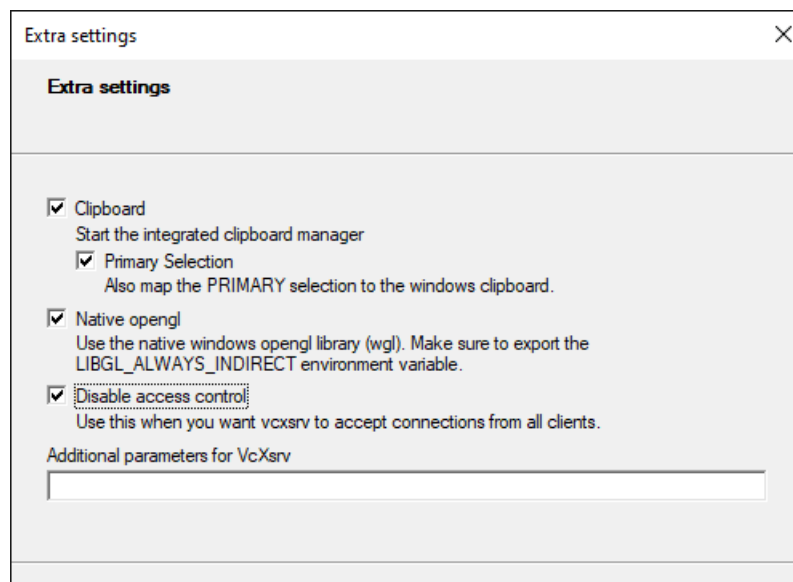 Extra settings
Extra settings
Clipboard
Start the integrated clipboard manager
Primary Selection
Also map the PRIMARY selection to the windows clipboard.
Native opengl
Use the native windows opengl library (wgl). Make sure to export the
LIBGL_ALWAYS_INDIRECT environment variable.
Disable access control
Use this when you want vcxsrv to accept connections from all clients.
Additional parameters for VcXsrv